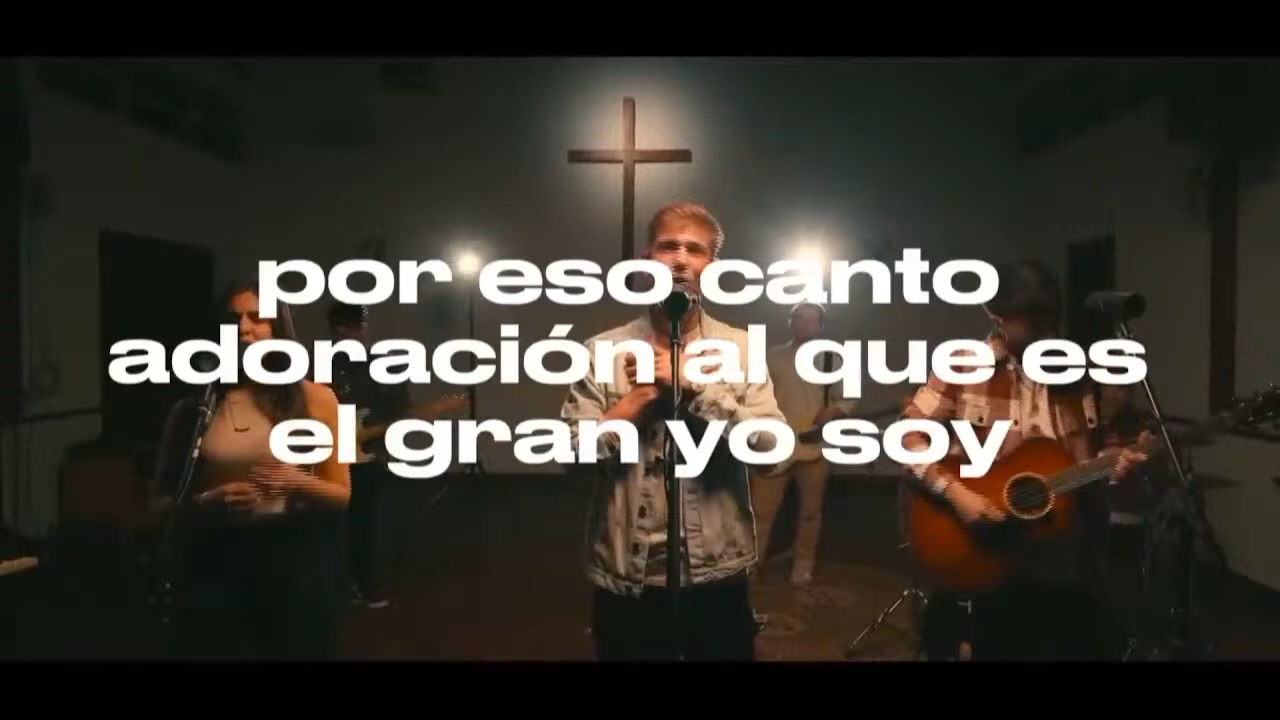 por eso canto
adoración al que es
el gran yo soy